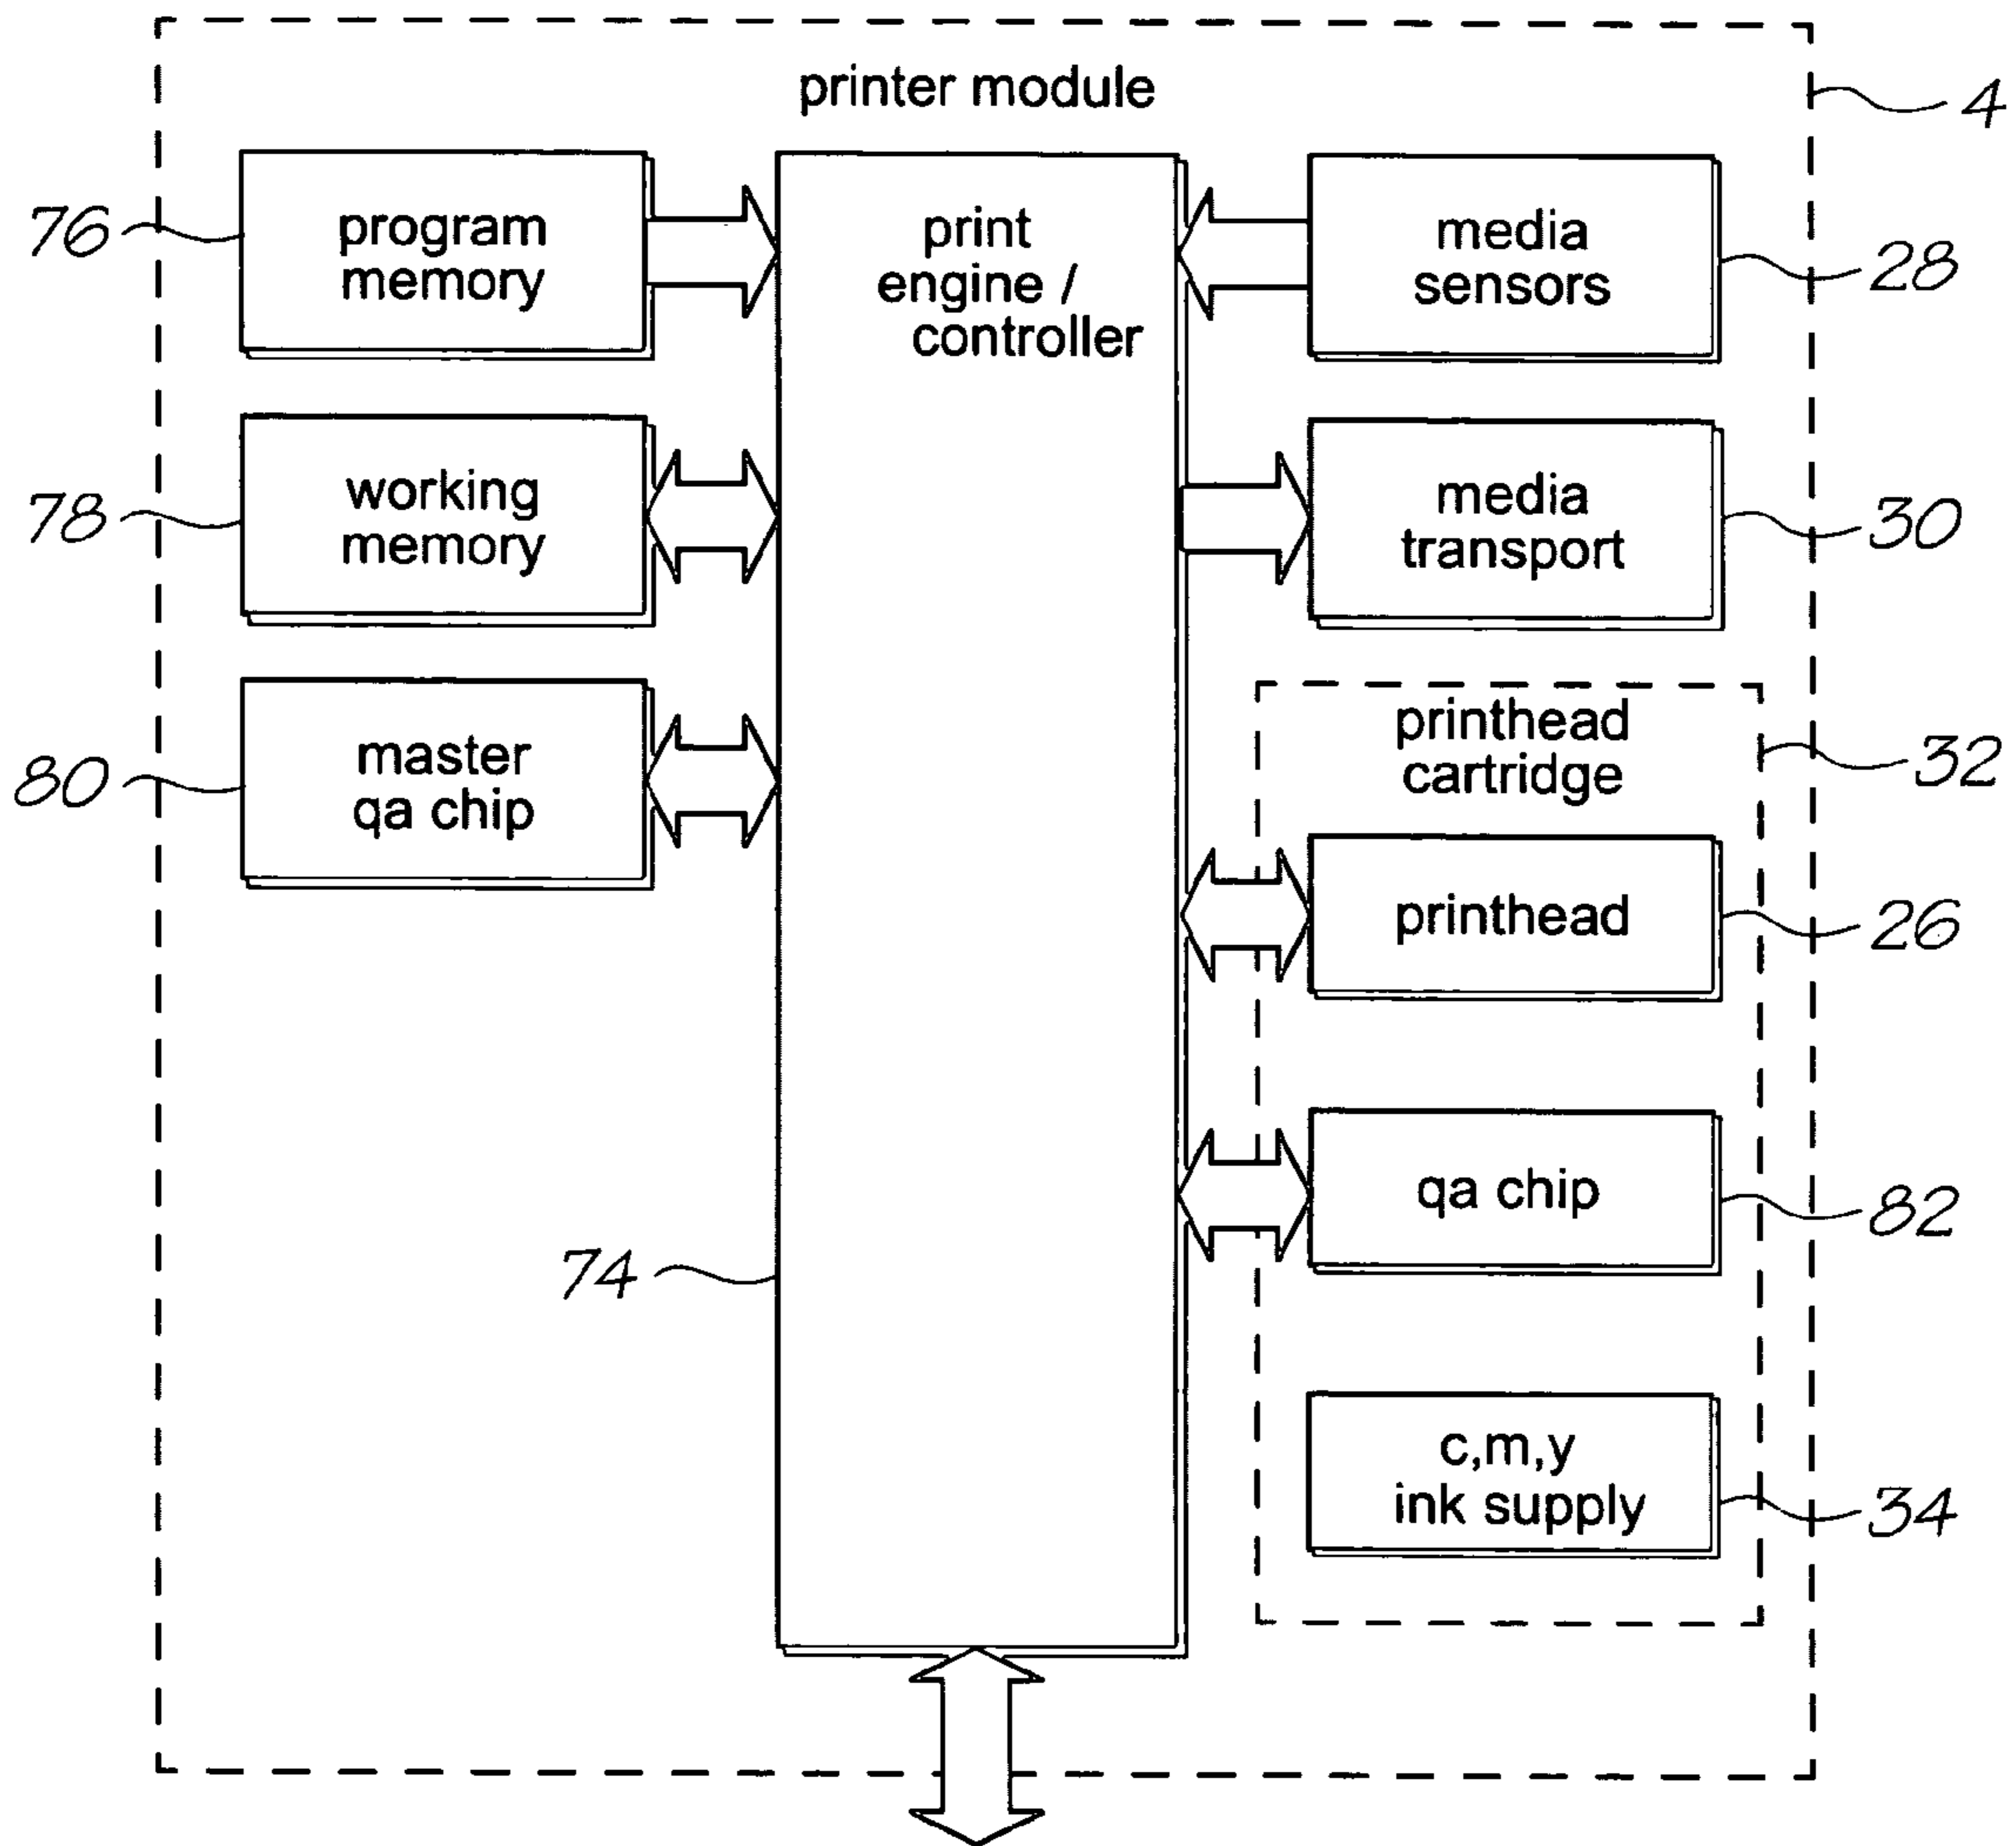 printer module
4
76
program
memory
print
engine /
controller
media
sensors
28
78
working
memory
media
transport
30
80
master
qa chip
printhead
cartridge
32
printhead
26
74
qa chip
82
c,m,y
ink supply
34